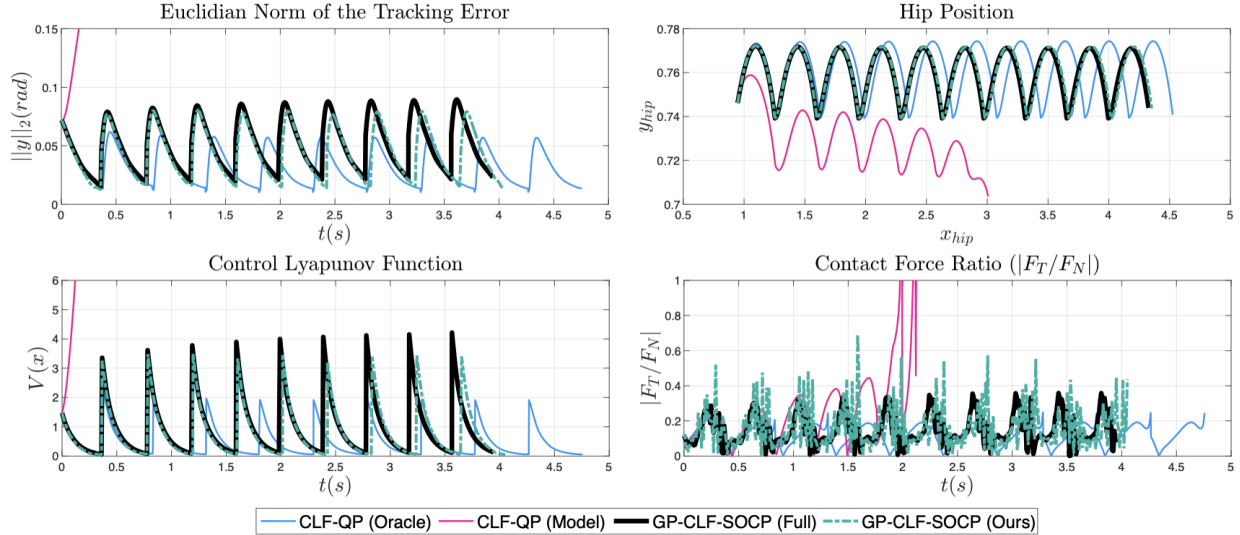 Euclidian Norm of the Tracking Error
||y||₂(rad)
0.15
0.1
0.05
0
0 0.5 1 1.5 2 2.5 3 3.5 4 4.5 5
t(s)
Hip Position
y_hip
0.78
0.76
0.74
0.72
0.7
0.5 1 1.5 2 2.5 3 3.5 4 4.5 5
x_hip
Control Lyapunov Function
V(x)
6
5
4
3
2
1
0
0 0.5 1 1.5 2 2.5 3 3.5 4 4.5 5
t(s)
Contact Force Ratio (|F_T/F_N|)
|F_T/F_N|
1
0.8
0.6
0.4
0.2
0
0 0.5 1 1.5 2 2.5 3 3.5 4 4.5 5
t(s)
CLF-QP (Oracle) CLF-QP (Model) GP-CLF-SOCP (Full) GP-CLF-SOCP (Ours)